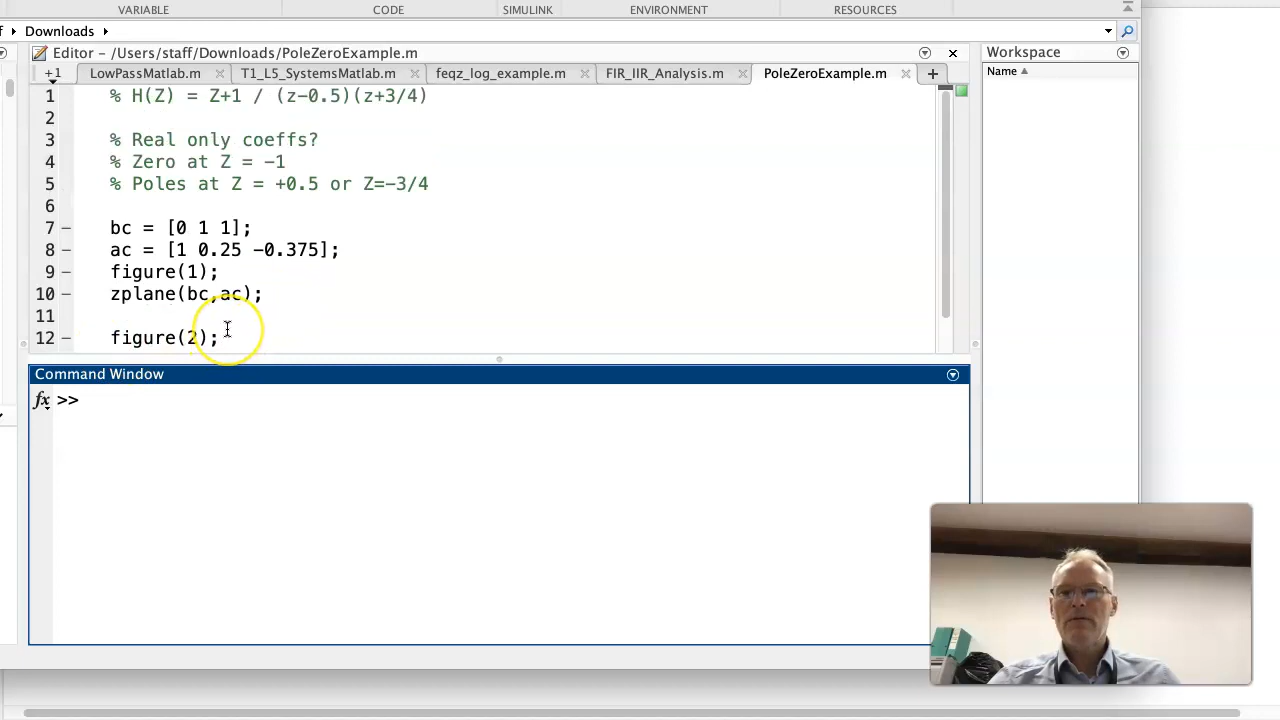 VARIABLE CODE SIMULINK ENVIRONMENT RESOURCES
f ▸ Downloads ▸
Editor - /Users/staff/Downloads/PoleZeroExample.m
Workspace
+1 LowPassMatlab.m T1_L5_SystemsMatlab.m feqz_log_example.m FIR_IIR_Analysis.m PoleZeroExample.m
Name
1 % H(Z) = Z+1 / (z-0.5)(z+3/4)
2
3 % Real only coeffs?
4 % Zero at Z = -1
5 % Poles at Z = +0.5 or Z=-3/4
6
7 – bc = [0 1 1];
8 – ac = [1 0.25 -0.375];
9 – figure(1);
10 – zplane(bc,ac);
11
12 – figure(2);
Command Window
fx >>